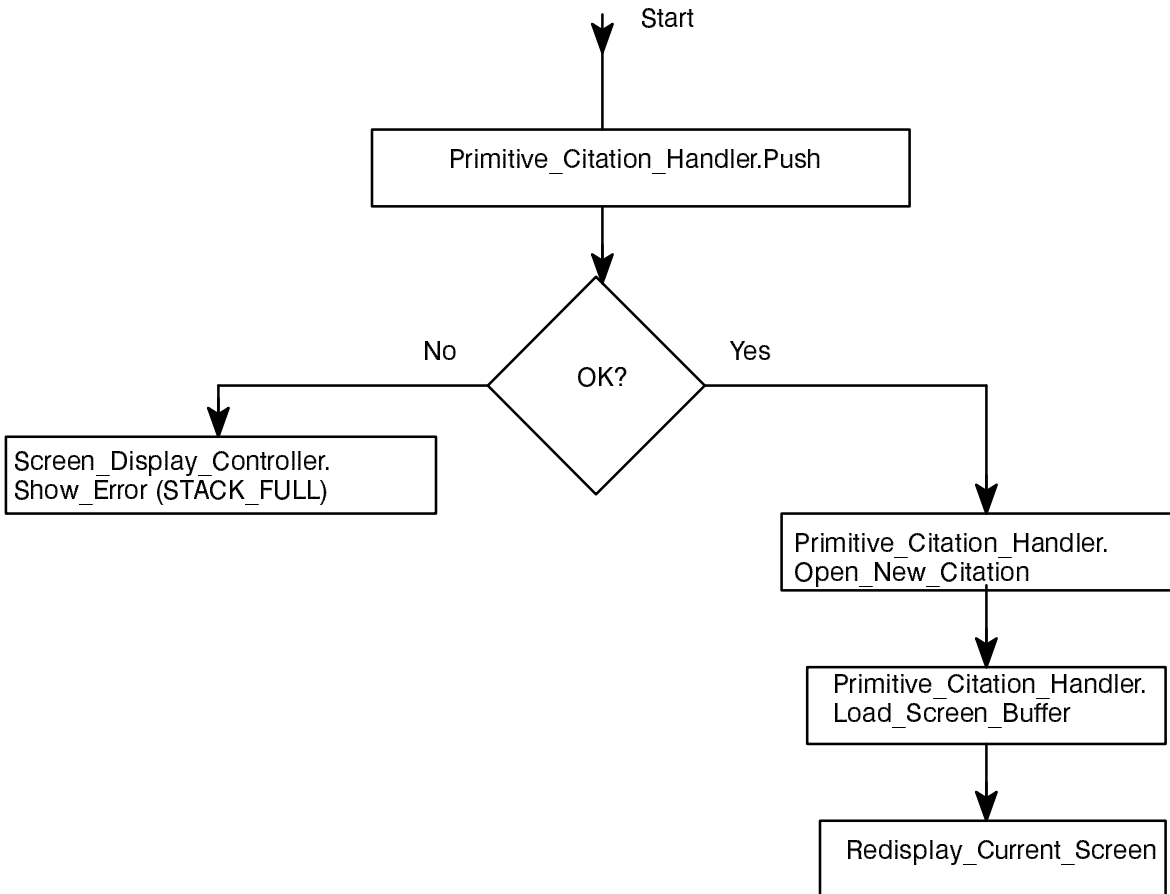 Start
Primitive_Citation_Handler.Push
No
Yes
OK?
Screen_Display_Controller.
Show_Error (STACK_FULL)
Primitive_Citation_Handler.
Open_New_Citation
Primitive_Citation_Handler.
Load_Screen_Buffer
Redisplay_Current_Screen